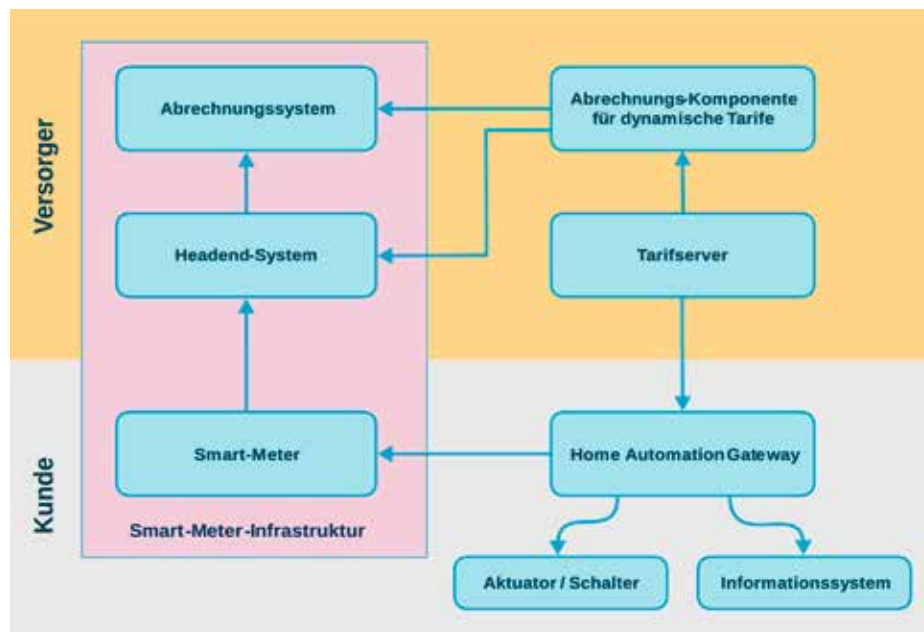 Versorger
Abrechnungssystem
Abrechnungs-Komponente
für dynamische Tarife
Headend-System
Tarifserver
Kunde
Smart-Meter
Home Automation Gateway
Smart-Meter-Infrastruktur
Aktuator / Schalter
Informationssystem